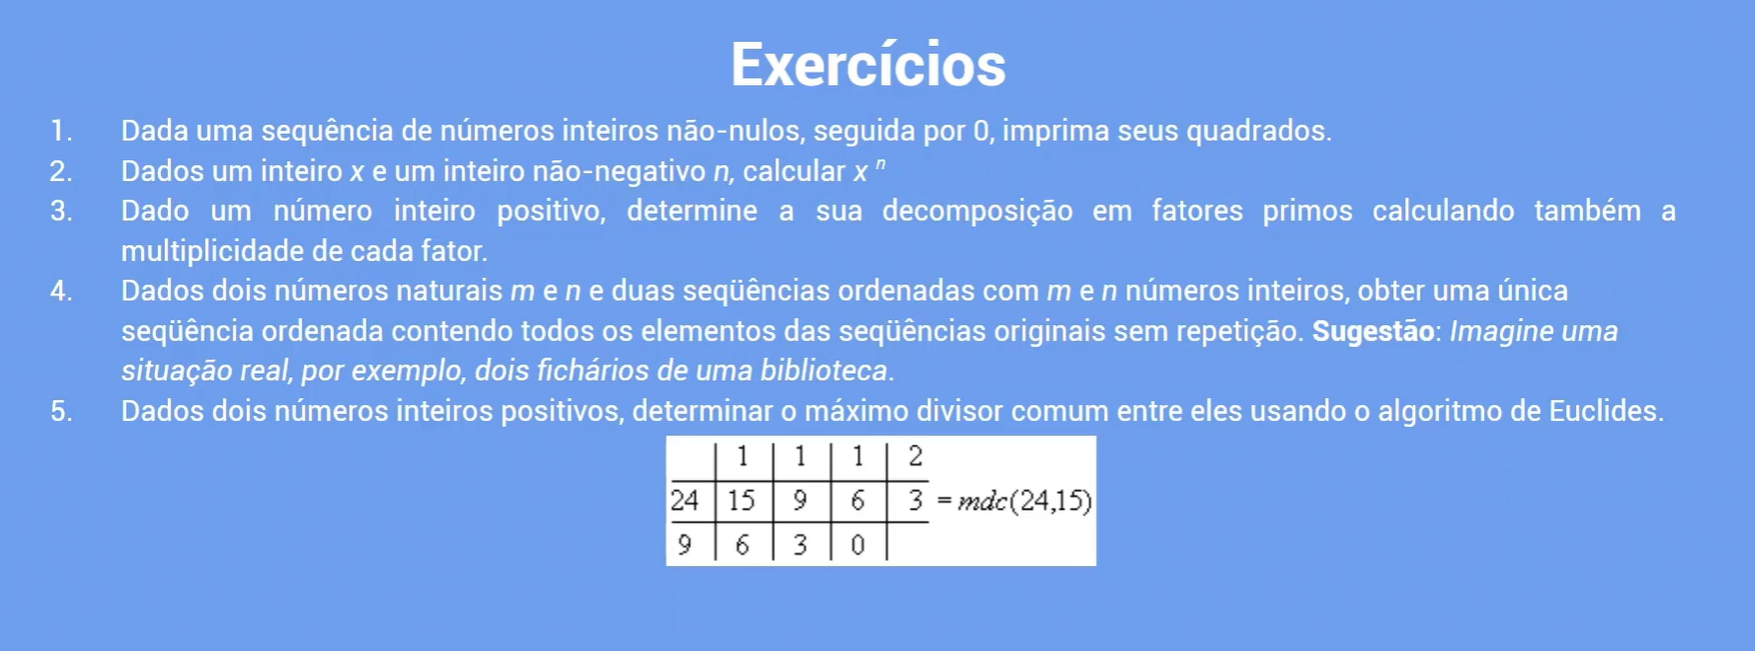 Exercícios
1. Dada uma sequência de números inteiros não-nulos, seguida por 0, imprima seus quadrados.
2. Dados um inteiro x e um inteiro não-negativo n, calcular x n
3. Dado um número inteiro positivo, determine a sua decomposição em fatores primos calculando também a
multiplicidade de cada fator.
4. Dados dois números naturais m e n e duas seqüências ordenadas com m e n números inteiros, obter uma única
seqüência ordenada contendo todos os elementos das seqüências originais sem repetição. Sugestão: Imagine uma
situação real, por exemplo, dois fichários de uma biblioteca.
5. Dados dois números inteiros positivos, determinar o máximo divisor comum entre eles usando o algoritmo de Euclides.
1 1 1 2
24 15 9 6 3 = mdc(24,15)
9 6 3 0